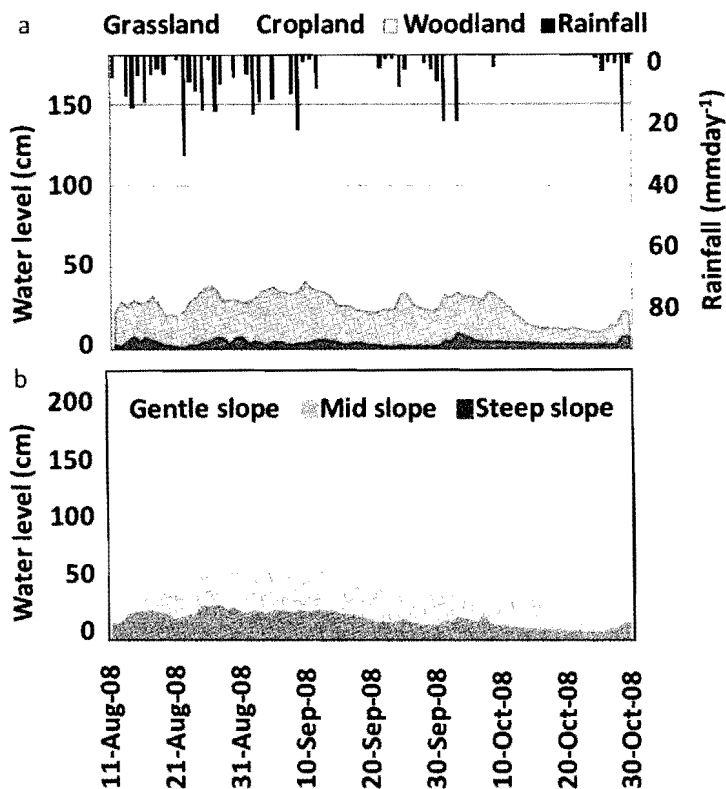 a
Grassland Cropland Woodland Rainfall
Water level (cm)
150
100
50
0
0
20
40
60
80
Rainfall (mmday-1)
b
Gentle slope Mid slope Steep slope
Water level (cm)
200
150
100
50
0
11-Aug-08
21-Aug-08
31-Aug-08
10-Sep-08
20-Sep-08
30-Sep-08
10-Oct-08
20-Oct-08
30-Oct-08